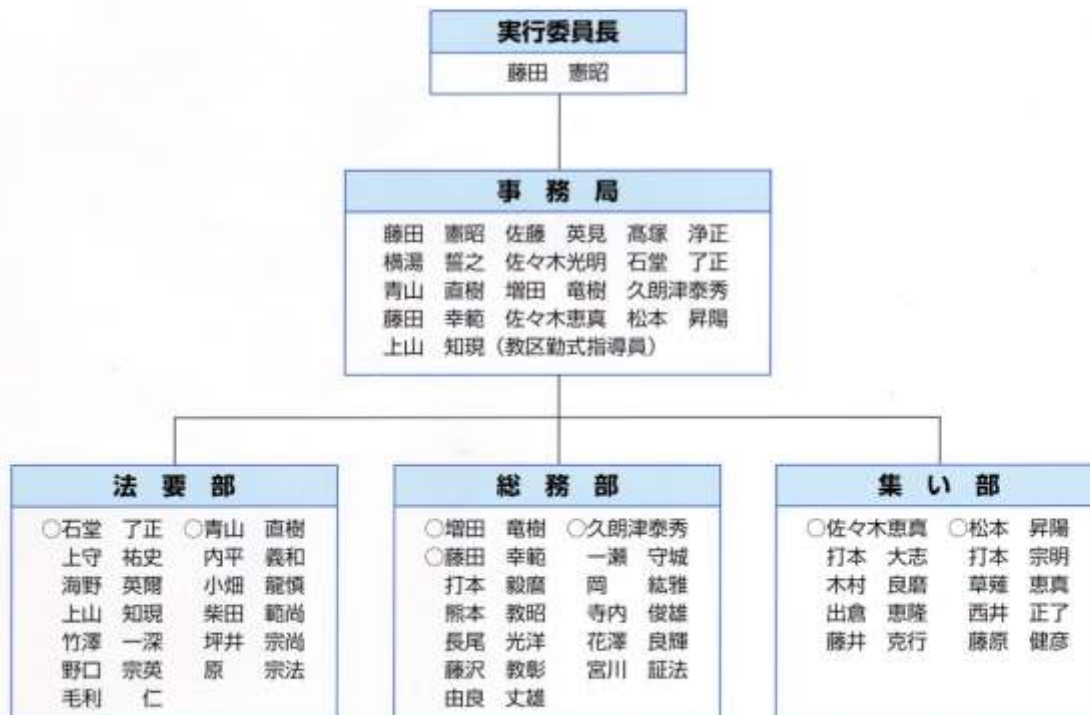 実行委員長
藤田 憲昭
事 務 局
藤田 憲昭 佐藤 英見 髙塚 浄正
横湯 誓之 佐々木光明 石堂 了正
青山 直樹 増田 竜樹 久朗津泰秀
藤田 幸範 佐々木恵真 松本 昇陽
上山 知現（教区勤式指導員）
法 要 部
○石堂 了正 ○青山 直樹
上守 祐史 内平 義和
海野 英爾 小畑 龍慎
上山 知現 柴田 範尚
竹澤 一深 坪井 宗尚
野口 宗英 原 宗法
毛利 仁
総 務 部
○増田 竜樹 ○久朗津泰秀
○藤田 幸範 一瀬 守城
打本 毅麿 岡 紘雅
熊本 教昭 寺内 俊雄
長尾 光洋 花澤 良輝
藤沢 教彰 宮川 証法
由良 丈雄
集 い 部
○佐々木恵真 ○松本 昇陽
打本 大志 打本 宗明
木村 良磨 草薙 恵真
出倉 恵隆 西井 正了
藤井 克行 藤原 健彦